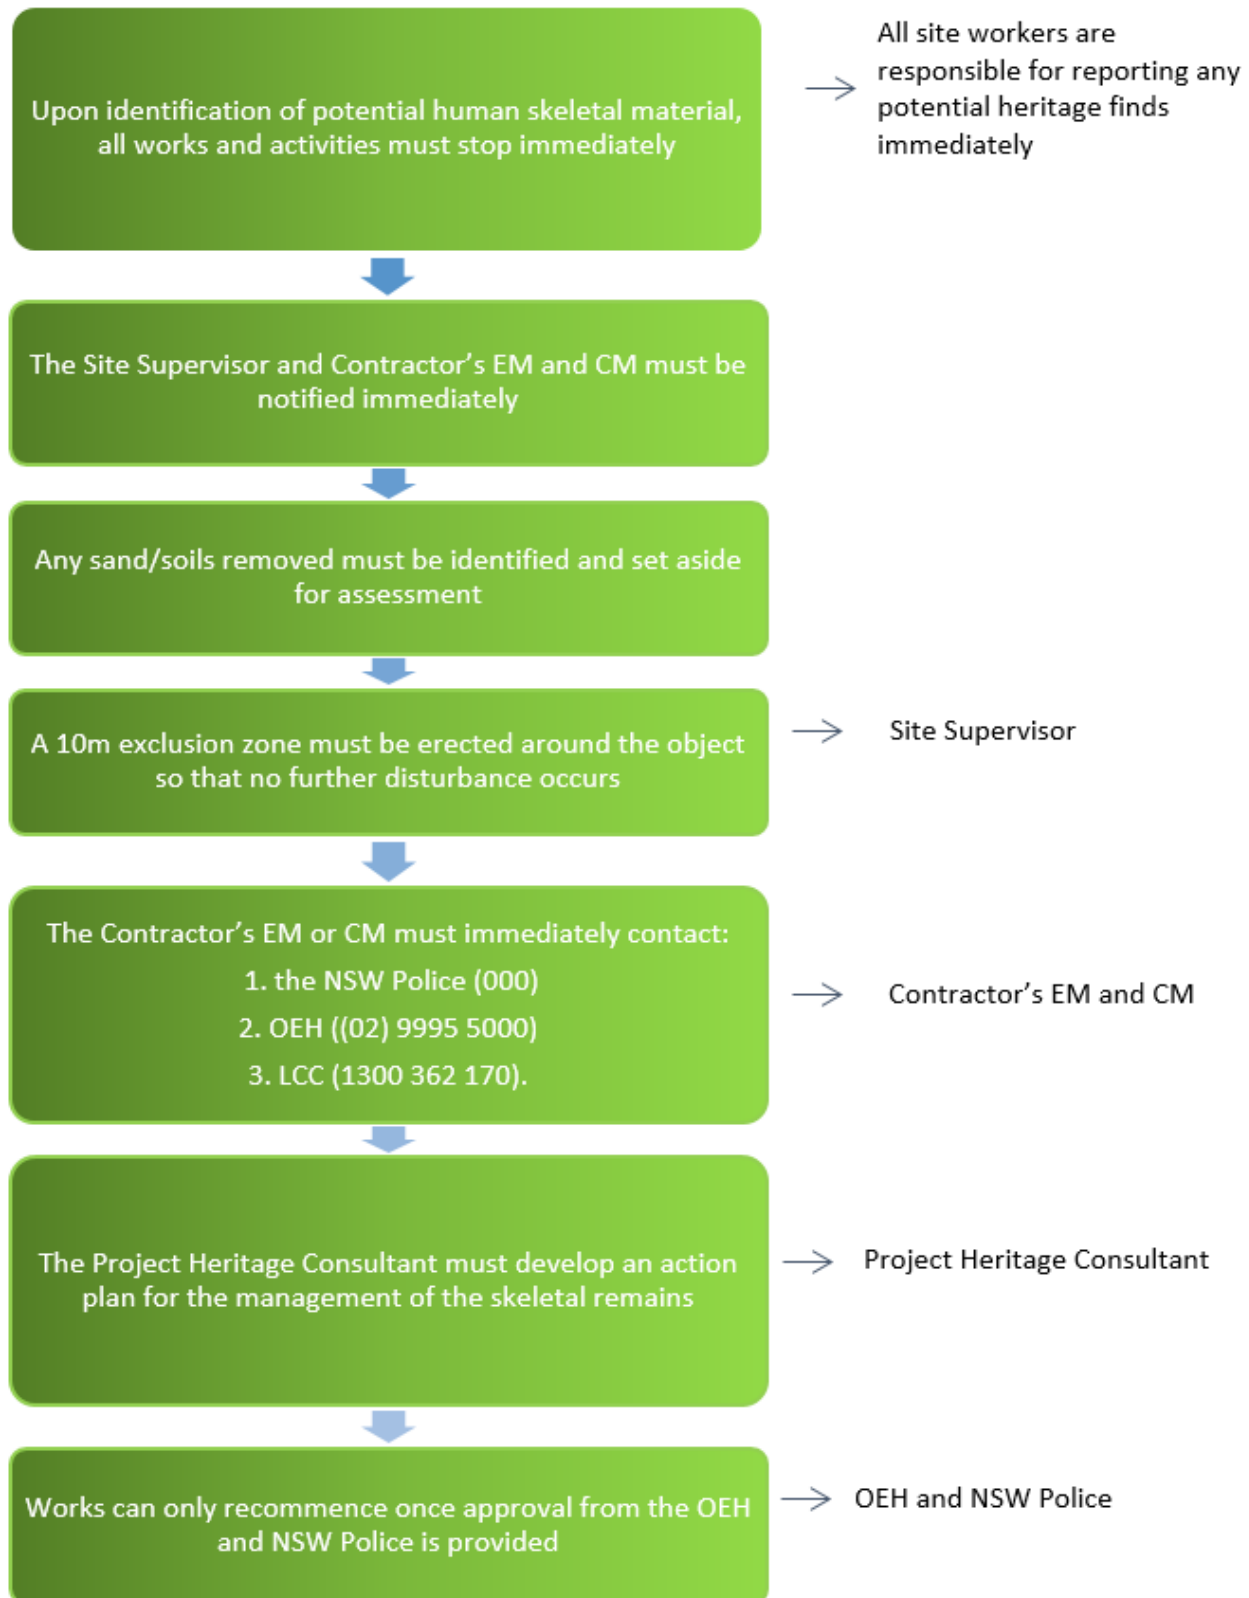 Upon identification of potential human skeletal material,
all works and activities must stop immediately
All site workers are
responsible for reporting any
potential heritage finds
immediately
The Site Supervisor and Contractor’s EM and CM must be
notified immediately
Any sand/soils removed must be identified and set aside
for assessment
A 10m exclusion zone must be erected around the object
so that no further disturbance occurs
Site Supervisor
The Contractor’s EM or CM must immediately contact:
1. the NSW Police (000)
2. OEH ((02) 9995 5000)
3. LCC (1300 362 170).
Contractor’s EM and CM
The Project Heritage Consultant must develop an action
plan for the management of the skeletal remains
Project Heritage Consultant
Works can only recommence once approval from the OEH
and NSW Police is provided
OEH and NSW Police